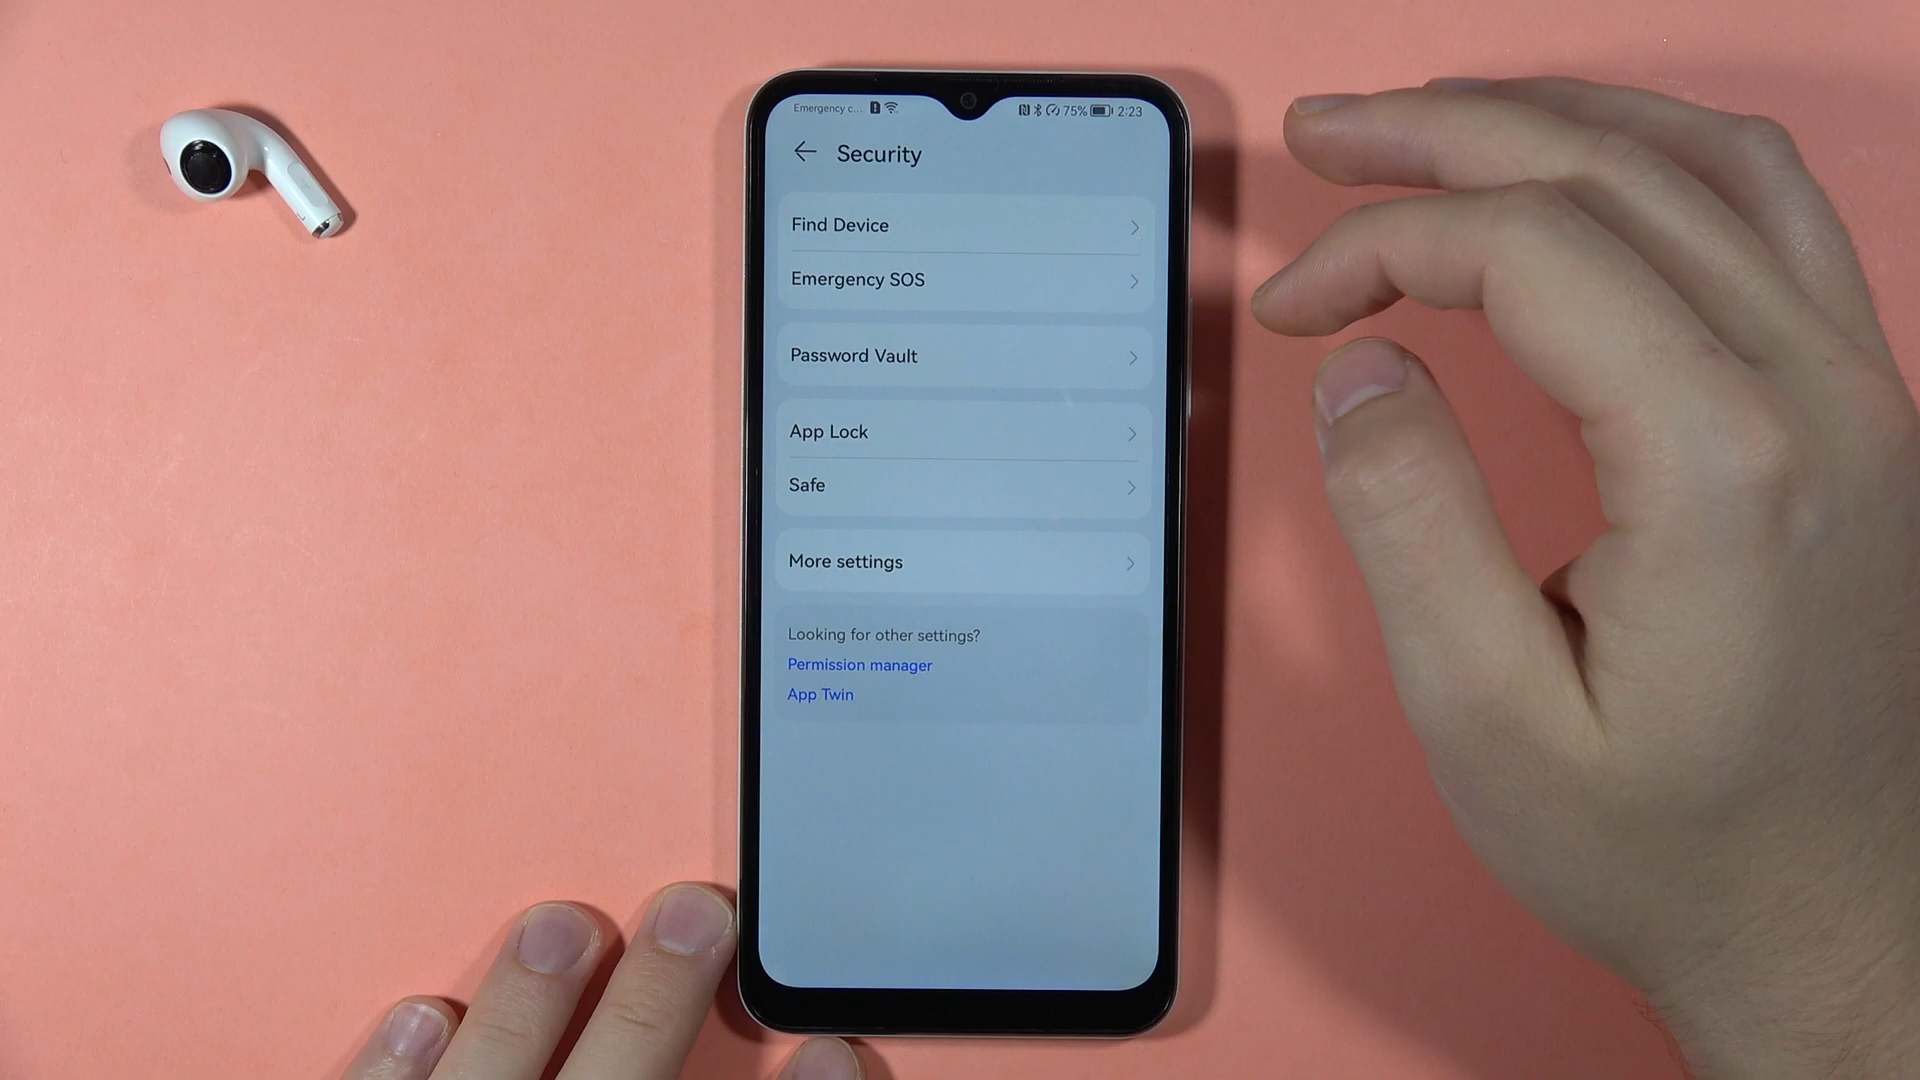 Emergency c... 75% 2:23
Security
Find Device
Emergency SOS
Password Vault
App Lock
Safe
More settings
Looking for other settings?
Permission manager
App Twin